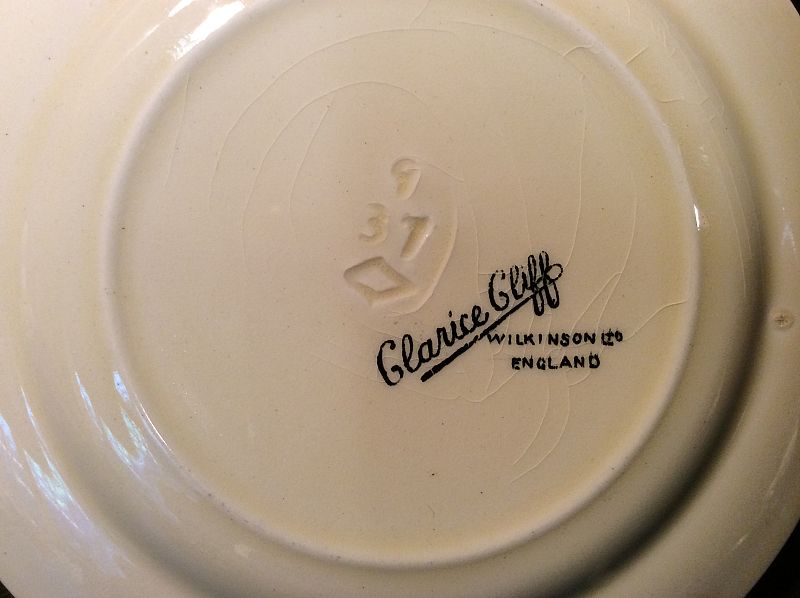 9
37
Clarice Cliff
WILKINSON LTD
ENGLAND